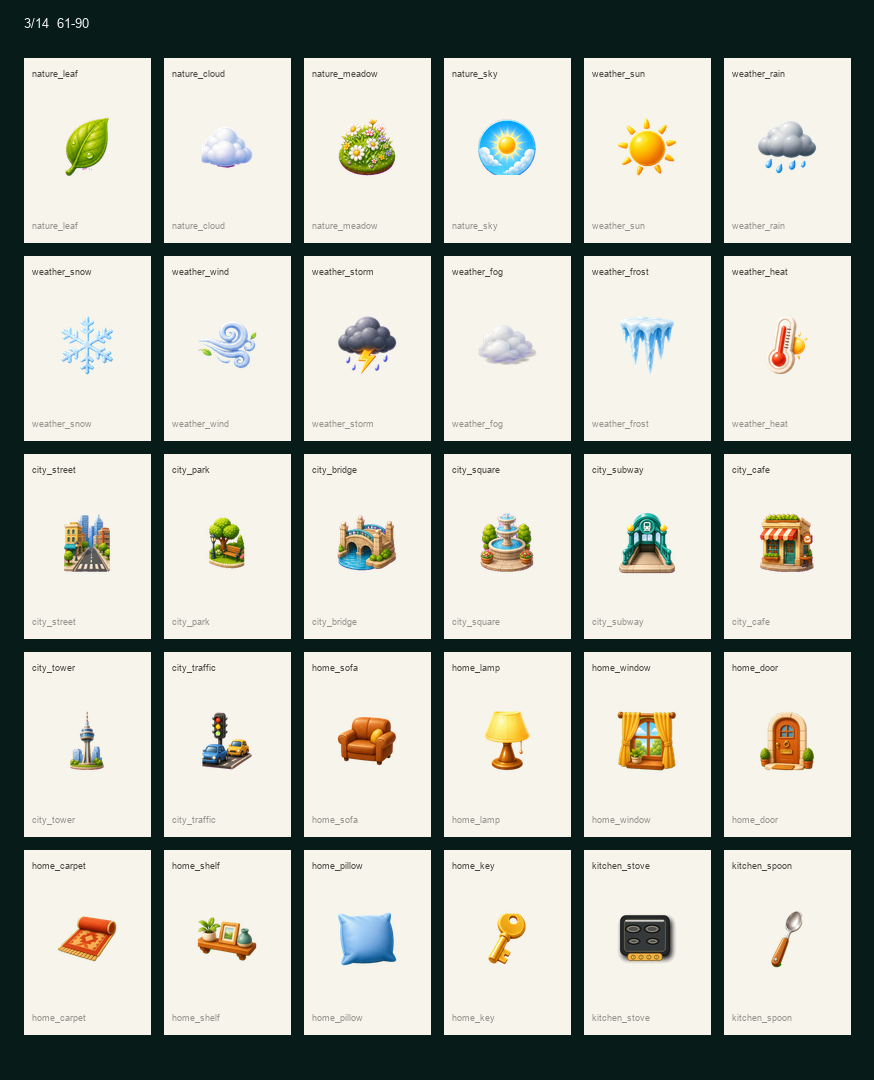 3/14 61-90
nature_leaf
nature_cloud
nature_meadow
nature_sky
weather_sun
weather_rain
nature_leaf
nature_cloud
nature_meadow
nature_sky
weather_sun
weather_rain
weather_snow
weather_wind
weather_storm
weather_fog
weather_frost
weather_heat
weather_snow
weather_wind
weather_storm
weather_fog
weather_frost
weather_heat
city_street
city_park
city_bridge
city_square
city_subway
city_cafe
city_street
city_park
city_bridge
city_square
city_subway
city_cafe
city_tower
city_traffic
home_sofa
home_lamp
home_window
home_door
city_tower
city_traffic
home_sofa
home_lamp
home_window
home_door
home_carpet
home_shelf
home_pillow
home_key
kitchen_stove
kitchen_spoon
home_carpet
home_shelf
home_pillow
home_key
kitchen_stove
kitchen_spoon